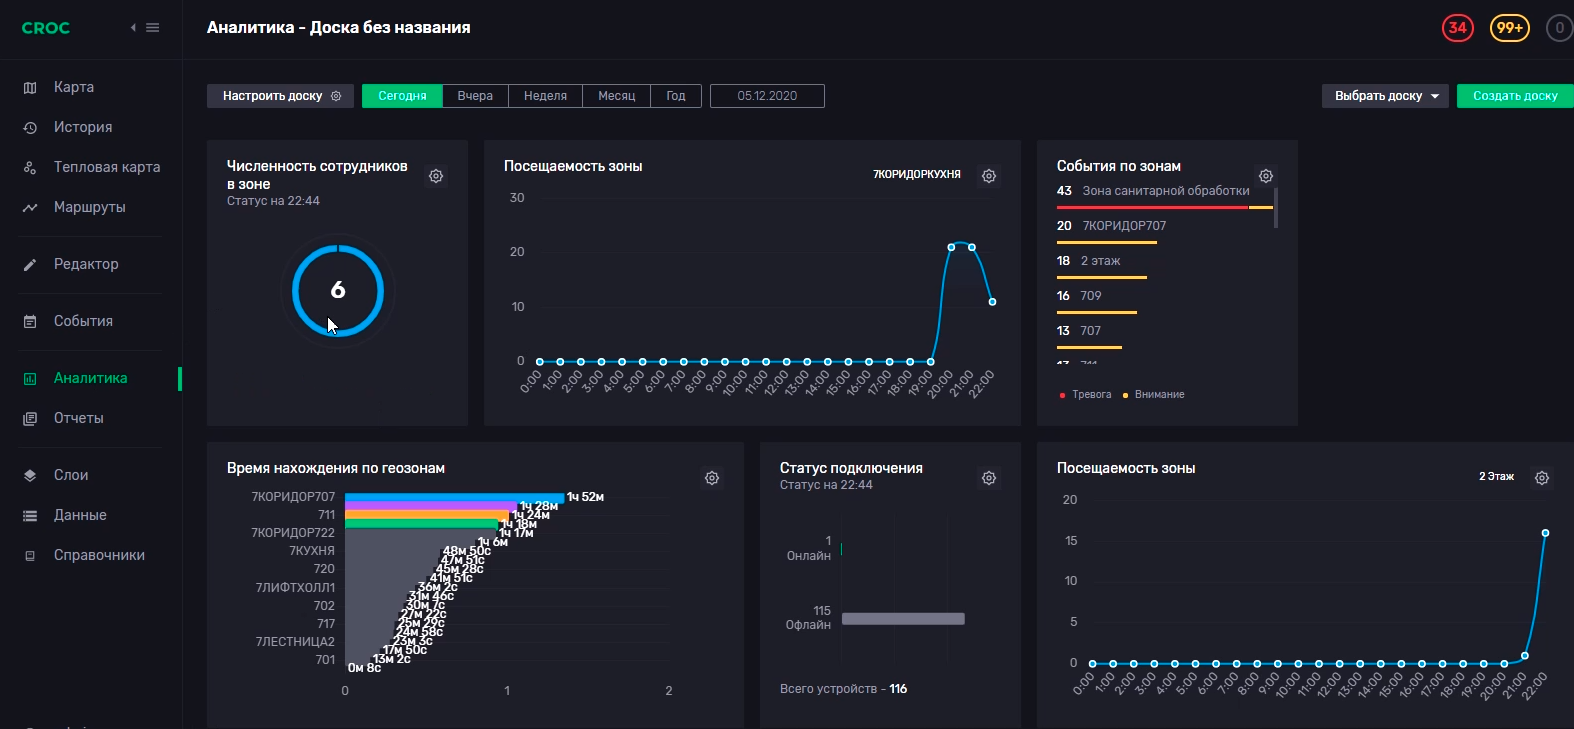 CROC
Аналитика - Доска без названия
34
99+
0
Карта
История
Тепловая карта
Маршруты
Редактор
События
Аналитика
Отчеты
Слои
Данные
Справочники
Настроить доску
Сегодня
Вчера
Неделя
Месяц
Год
05.12.2020
Выбрать доску
Создать доску
Численность сотрудников
в зоне
Статус на 22:44
6
Посещаемость зоны
7КОРИДОРКУХНЯ
30
20
10
0
0:00
1:00
2:00
3:00
4:00
5:00
6:00
7:00
8:00
9:00
10:00
11:00
12:00
13:00
14:00
15:00
16:00
17:00
18:00
19:00
20:00
21:00
22:00
События по зонам
43 Зона санитарной обработки
20 7КОРИДОР707
18 2 этаж
16 709
13 707
Тревога
Внимание
Время нахождения по геозонам
7КОРИДОР707
711
7КОРИДОР722
7КУХНЯ
720
7ЛИФТХОЛЛ1
702
717
7ЛЕСТНИЦА2
701
1ч 52м
1ч 28м
1ч 24м
1ч 18м
1ч 17м
1ч 6м
48м 50с
47м 51с
45м 28с
41м 51с
36м 2с
31м 46с
30м 7с
27м 22с
25м 29с
24м 58с
23м 3с
17м 50с
13м 2с
0м 8с
0
1
2
Статус подключения
Статус на 22:44
1
Онлайн
115
Офлайн
Всего устройств - 116
Посещаемость зоны
2 Этаж
20
15
10
5
0
0:00
1:00
2:00
3:00
4:00
5:00
6:00
7:00
8:00
9:00
10:00
11:00
12:00
13:00
14:00
15:00
16:00
17:00
18:00
19:00
20:00
21:00
22:00